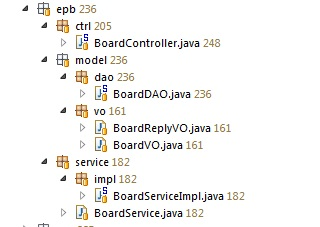 epb 236
ctrl 205
BoardController.java 248
model 236
dao 236
BoardDAO.java 236
vo 161
BoardReplyVO.java 161
BoardVO.java 161
service 182
impl 182
BoardServiceImpl.java 182
BoardService.java 182